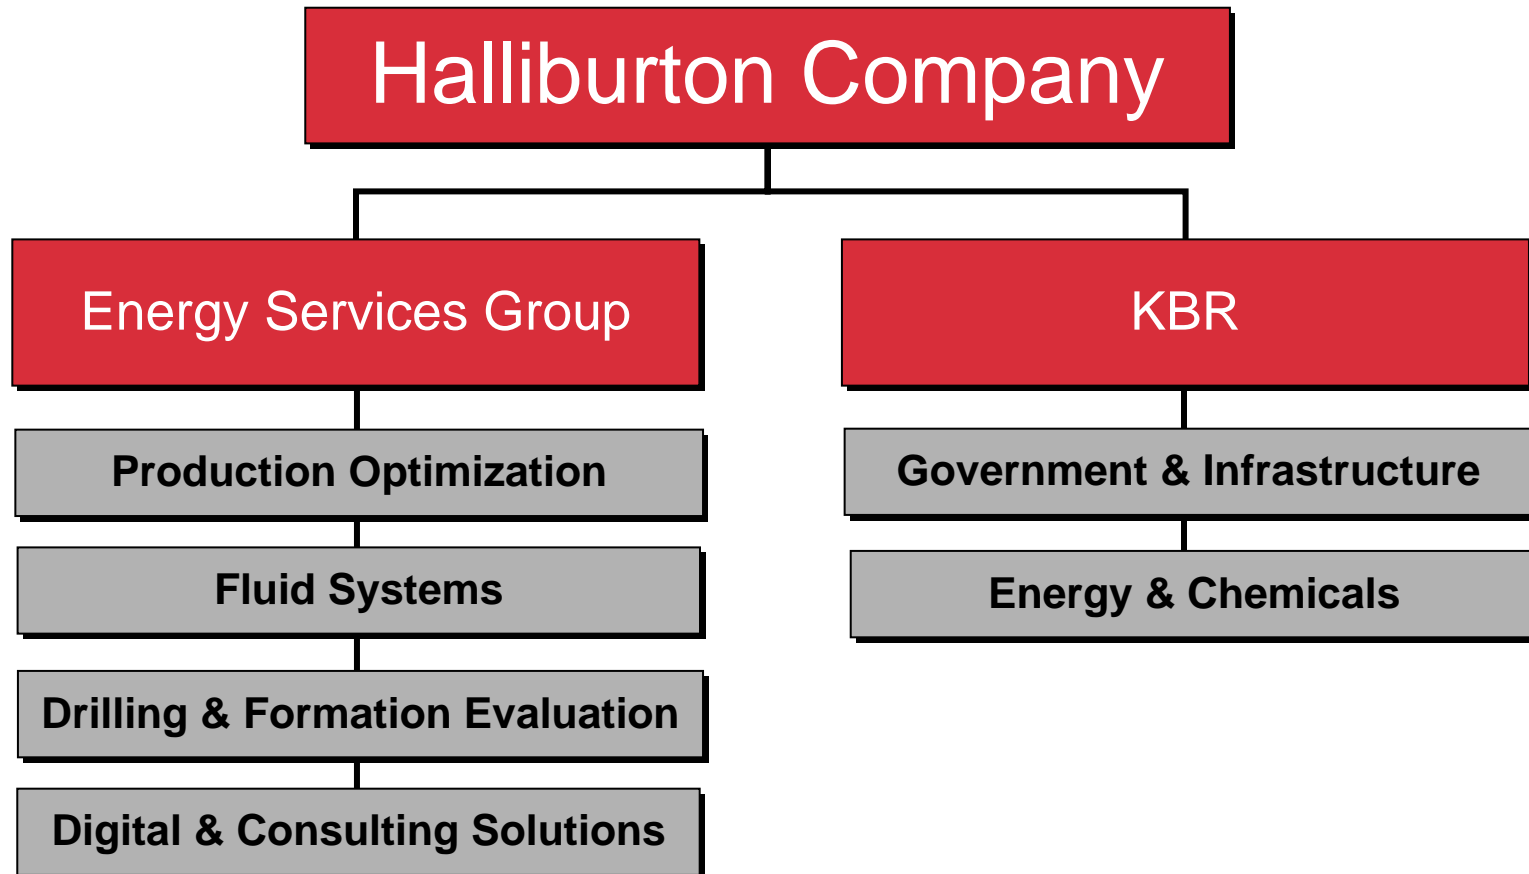 Halliburton Company
Energy Services Group
KBR
Production Optimization
Government & Infrastructure
Fluid Systems
Energy & Chemicals
Drilling & Formation Evaluation
Digital & Consulting Solutions